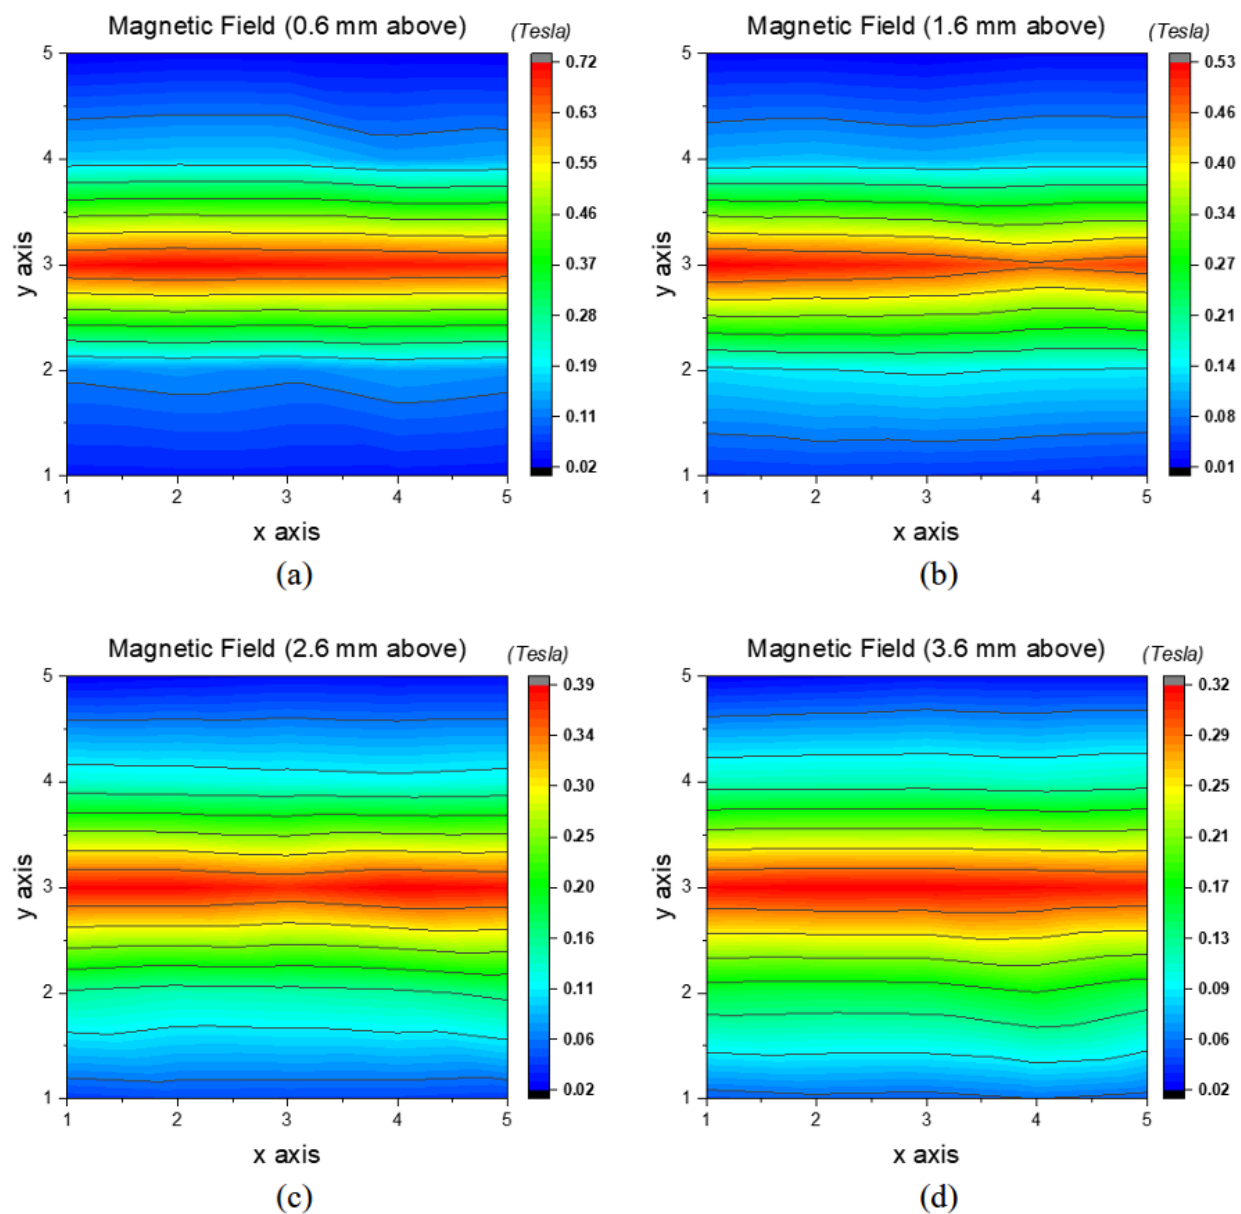 Magnetic Field (0.6 mm above)
(Tesla)
5
4
3
2
1
y axis
1 2 3 4 5
x axis
0.72
0.63
0.55
0.46
0.37
0.28
0.19
0.11
0.02
(a)
Magnetic Field (1.6 mm above)
(Tesla)
5
4
3
2
1
y axis
1 2 3 4 5
x axis
0.53
0.46
0.40
0.34
0.27
0.21
0.14
0.08
0.01
(b)
Magnetic Field (2.6 mm above)
(Tesla)
5
4
3
2
1
y axis
1 2 3 4 5
x axis
0.39
0.34
0.30
0.25
0.20
0.16
0.11
0.06
0.02
(c)
Magnetic Field (3.6 mm above)
(Tesla)
5
4
3
2
1
y axis
1 2 3 4 5
x axis
0.32
0.29
0.25
0.21
0.17
0.13
0.09
0.06
0.02
(d)